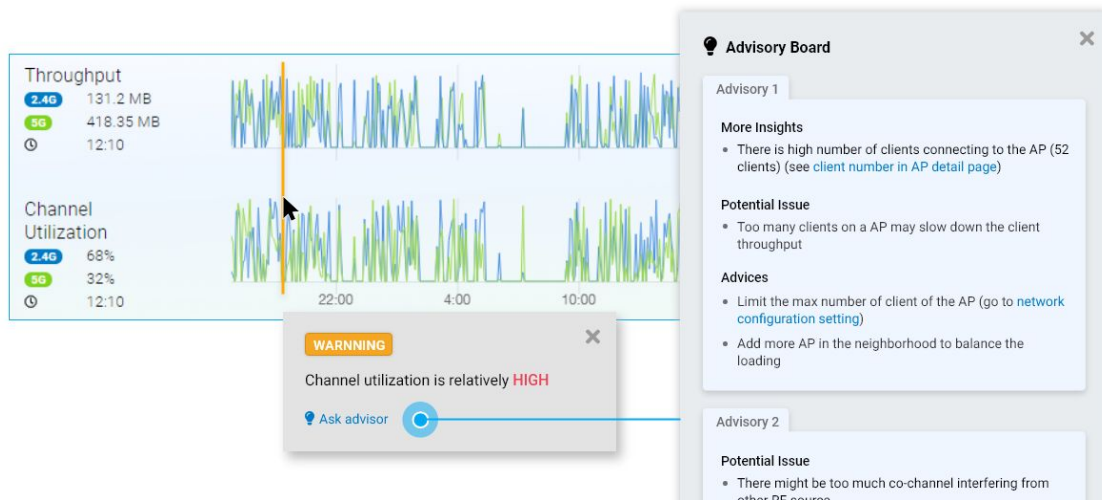 Throughput
2.4G 131.2 MB
5G 418.35 MB
12:10
Channel
Utilization
2.4G 68%
5G 32%
12:10
22:00 4:00 10:00
WARNNING
Channel utilization is relatively HIGH
Ask advisor
Advisory Board
Advisory 1
More Insights
There is high number of clients connecting to the AP (52
clients) (see client number in AP detail page)
Potential Issue
Too many clients on a AP may slow down the client
throughput
Advices
Limit the max number of client of the AP (go to network
configuration setting)
Add more AP in the neighborhood to balance the
loading
Advisory 2
Potential Issue
There might be too much co-channel interfering from
other RF source